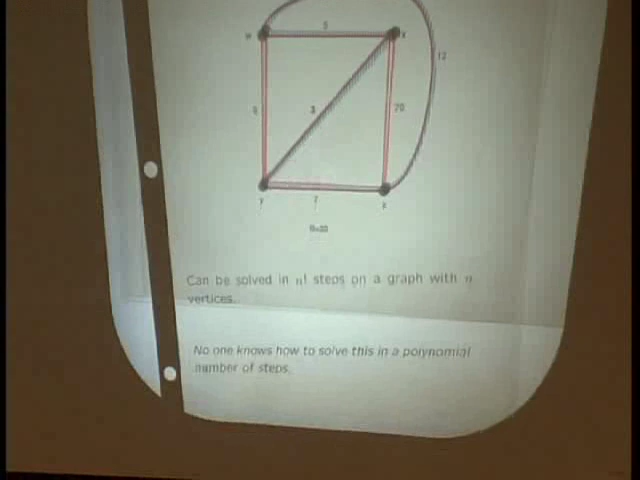 5
12
3
20
7
Can be solved in n! steps on a graph with n
vertices.
No one knows how to solve this in a polynomial
number of steps.